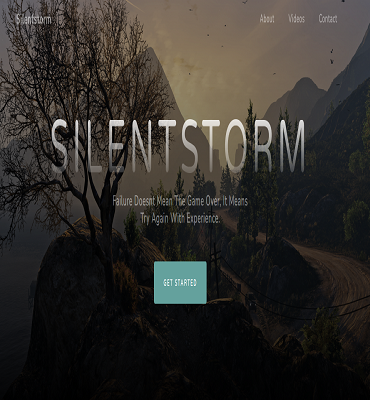 Silentstorm
About Videos Contact
SILENTSTORM
Failure Doesnt Mean The Game Over, It Means
Try Again With Experience.
GET STARTED